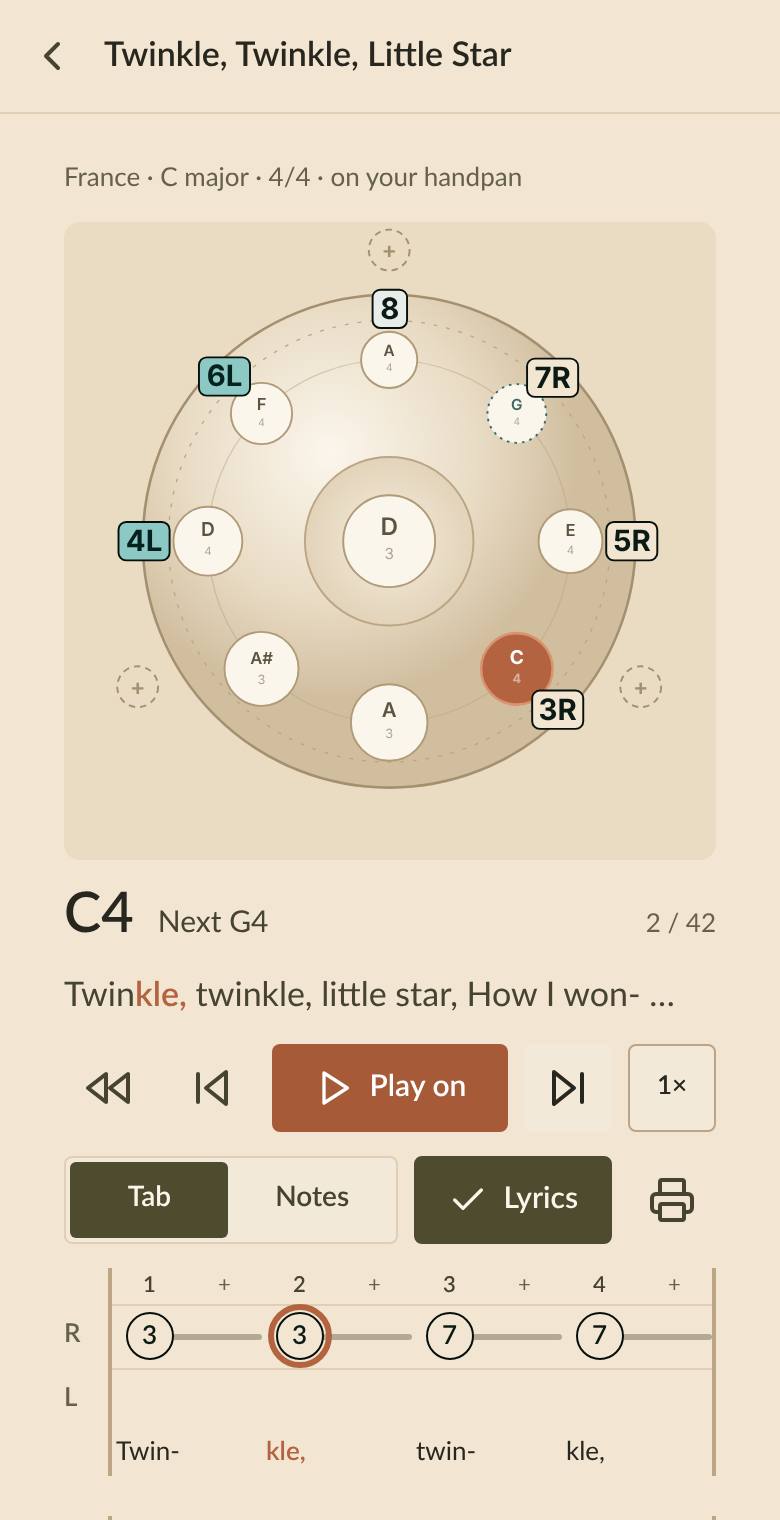 Twinkle, Twinkle, Little Star
France · C major · 4/4 · on your handpan
+
8
A
4
6L
F
4
7R
G
4
4L
D
4
D
3
E
4
5R
A#
3
C
4
3R
A
3
+
+
C4 Next G4 2 / 42
Twinkle, twinkle, little star, How I won- ...
Play on 1×
Tab Notes Lyrics
1 + 2 + 3 + 4 +
R 3 3 7 7
L
Twin- kle, twin- kle,